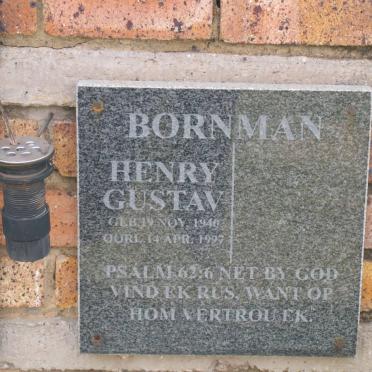 BORNMAN
HENRY
GUSTAV
GEB 19 NOV. 1940
OORL. 14 APR. 1997
PSALM 62:6 NET BY GOD
VIND EK RUS, WANT OP
HOM VERTROU EK.